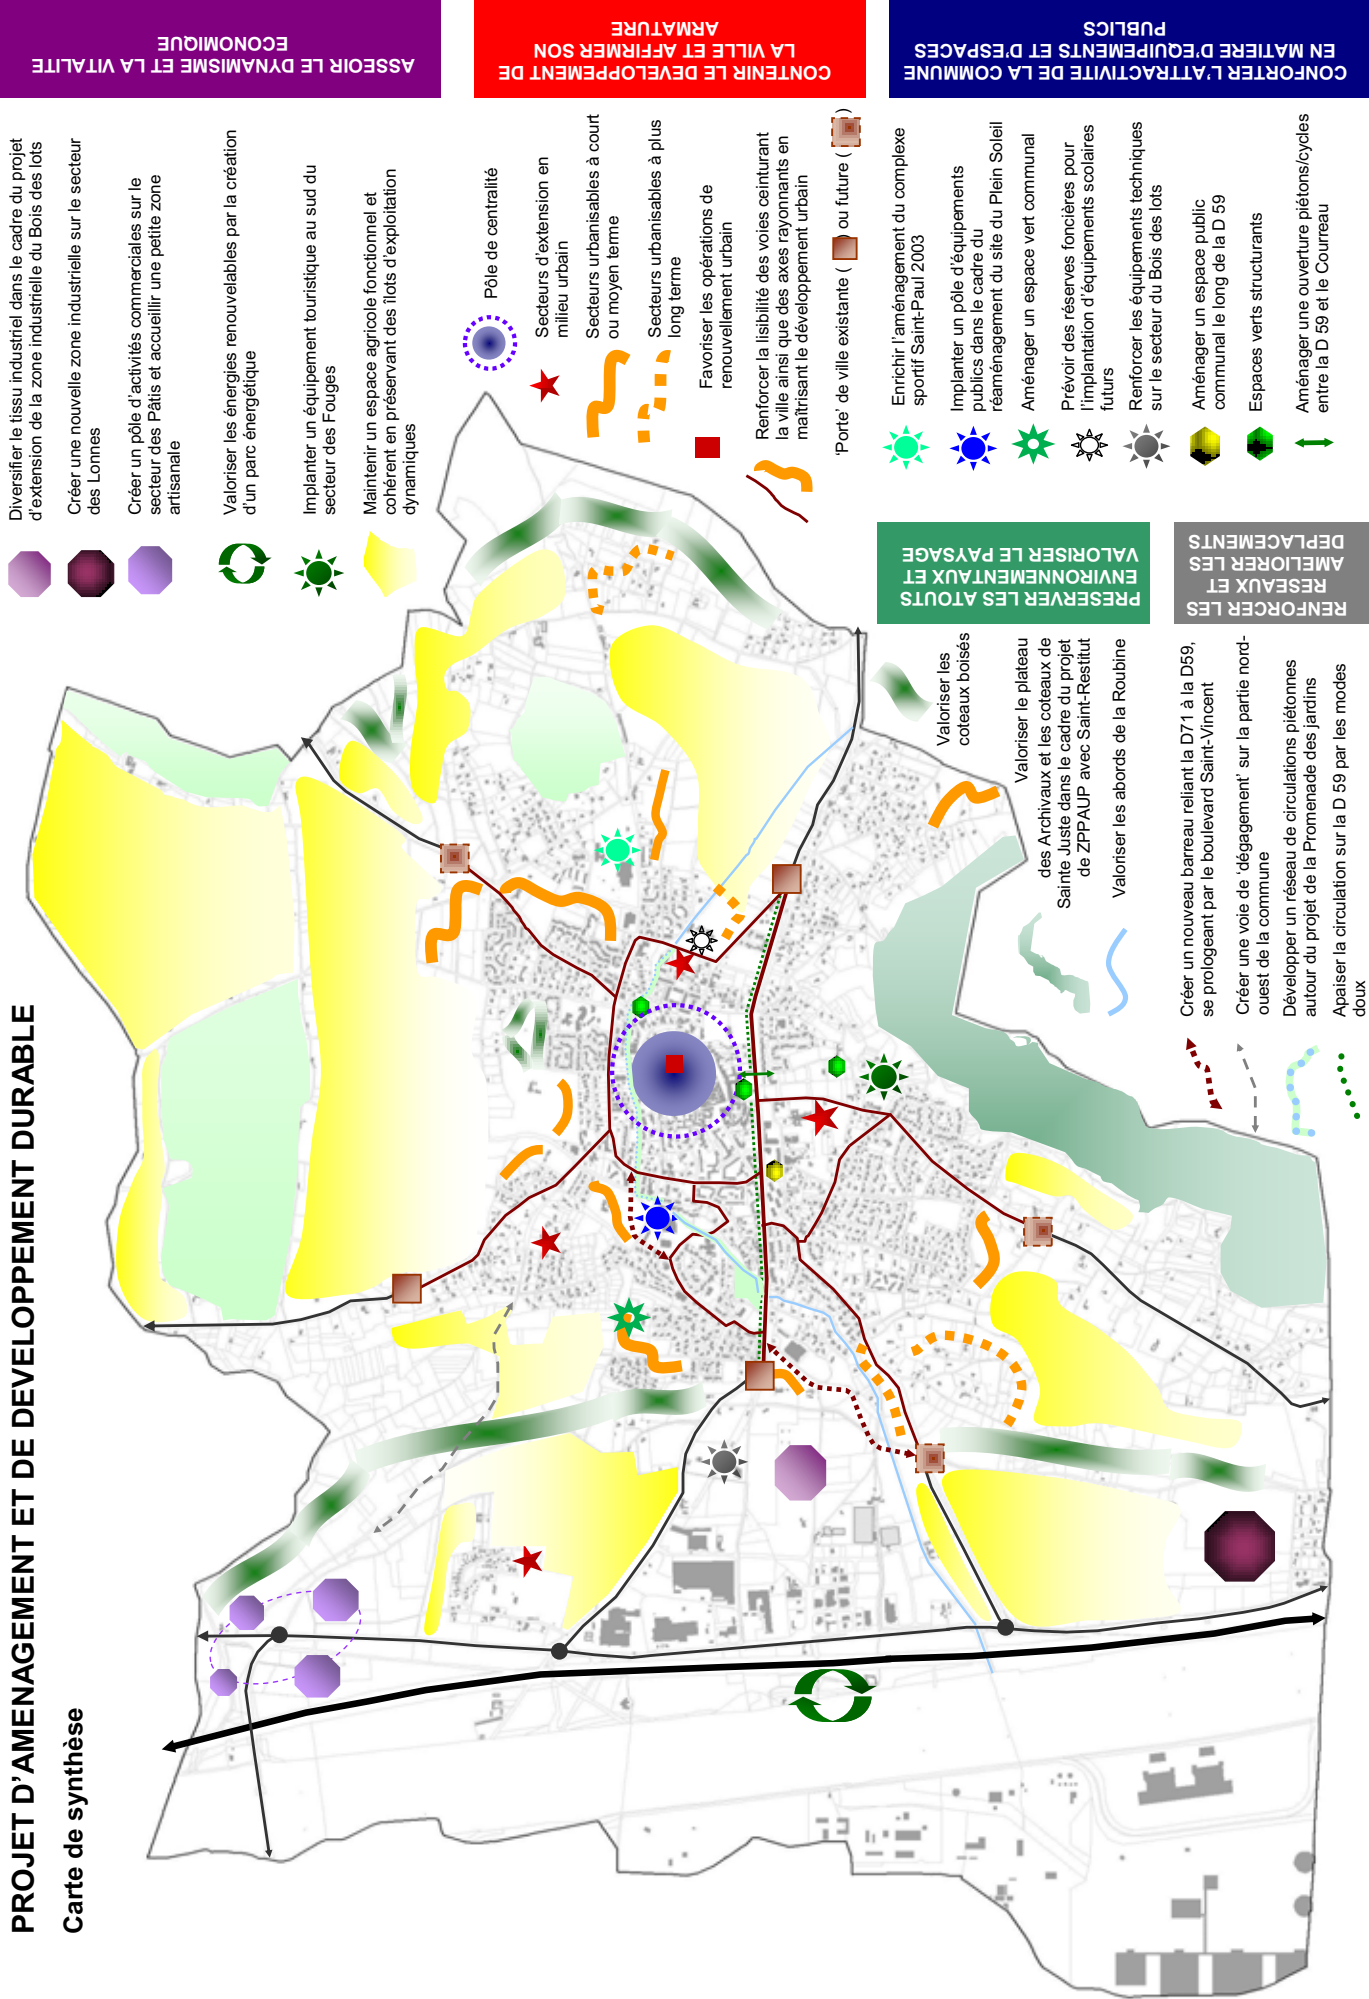 PROJET D'AMENAGEMENT ET DE DEVELOPPEMENT DURABLE
Carte de synthèse
ASSEOIR LE DYNAMISME ET LA VITALITE
ECONOMIQUE
Diversifier le tissu industriel dans le cadre du projet
d'extension de la zone industrielle du Bois des lots
Créer une nouvelle zone industrielle sur le secteur
des Lonnes
Créer un pôle d'activités commerciales sur le
secteur des Pâtis et accueillir une petite zone
artisanale
Valoriser les énergies renouvelables par la création
d'un parc énergétique
Implanter un équipement touristique au sud du
secteur des Fouges
Maintenir un espace agricole fonctionnel et
cohérent en préservant des îlots d'exploitation
dynamiques
CONTENIR LE DEVELOPPEMENT DE
LA VILLE ET AFFIRMER SON
ARMATURE
Pôle de centralité
Secteurs d'extension en
milieu urbain
Secteurs urbanisables à court
ou moyen terme
Secteurs urbanisables à plus
long terme
Favoriser les opérations de
renouvellement urbain
Renforcer la lisibilité des voies ceinturant
la ville ainsi que des axes rayonnants en
maîtrisant le développement urbain
'Porte' de ville existante ( ) ou future ( )
CONFORTER L'ATTRACTIVITE DE LA COMMUNE
EN MATIERE D'EQUIPEMENTS ET D'ESPACES
PUBLICS
Enrichir l'aménagement du complexe
sportif Saint-Paul 2003
Implanter un pôle d'équipements
publics dans le cadre du
réaménagement du site du Plein Soleil
Aménager un espace vert communal
Prévoir des réserves foncières pour
l'implantation d'équipements scolaires
futurs
Renforcer les équipements techniques
sur le secteur du Bois des lots
Aménager un espace public
communal le long de la D 59
Espaces verts structurants
Aménager une ouverture piétons/cycles
entre la D 59 et le Courreau
PRESERVER LES ATOUTS
ENVIRONNEMENTAUX ET
VALORISER LE PAYSAGE
Valoriser les
coteaux boisés
Valoriser le plateau
des Archivaux et les coteaux de
Sainte Juste dans le cadre du projet
de ZPPAUP avec Saint-Restitut
Valoriser les abords de la Roubine
RENFORCER LES
RESEAUX ET
AMELIORER LES
DEPLACEMENTS
Créer un nouveau barreau reliant la D71 à la D59,
se prologeant par le boulevard Saint-Vincent
Créer une voie de 'dégagement' sur la partie nord-
ouest de la commune
Développer un réseau de circulations piétonnes
autour du projet de la Promenade des jardins
Apaiser la circulation sur la D 59 par les modes
doux